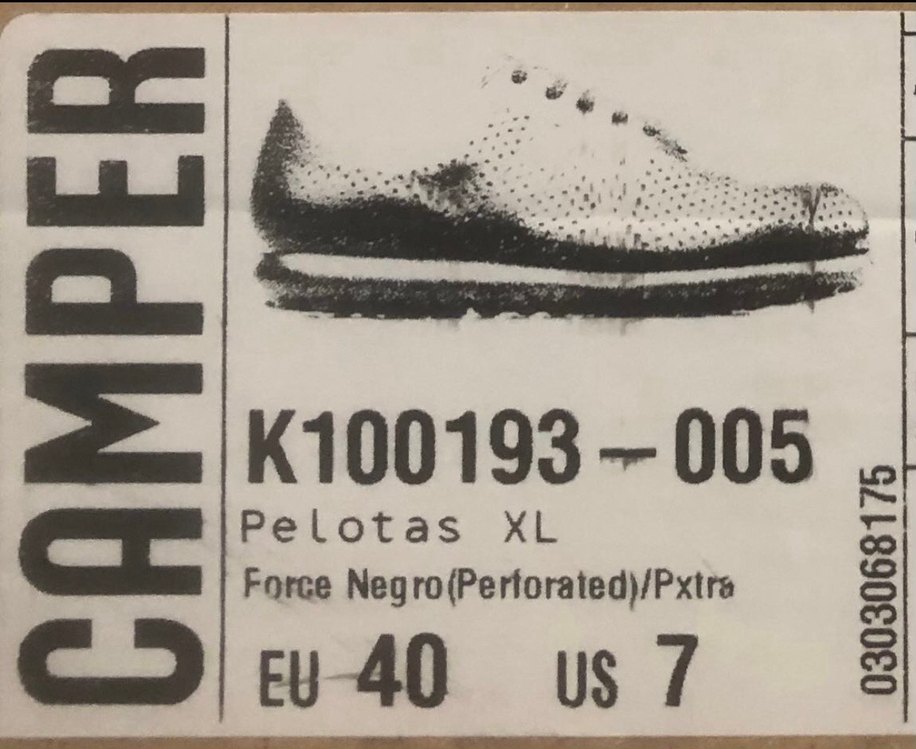 CAMPER
K100193-005
Pelotas XL
Force Negro(Perforated)/Pxtra
EU 40 US 7
0303068175